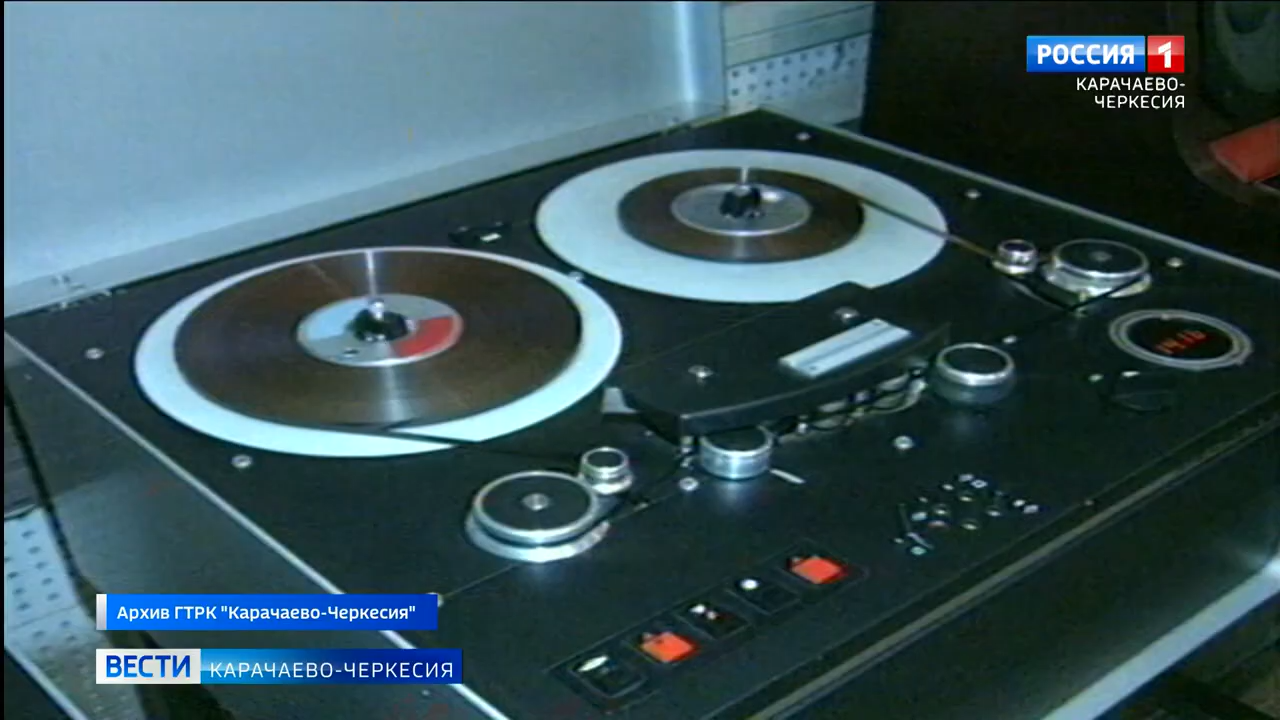 РОССИЯ 1
КАРАЧАЕВО-
ЧЕРКЕСИЯ
Архив ГТРК "Карачаево-Черкесия"
ВЕСТИ КАРАЧАЕВО-ЧЕРКЕСИЯ